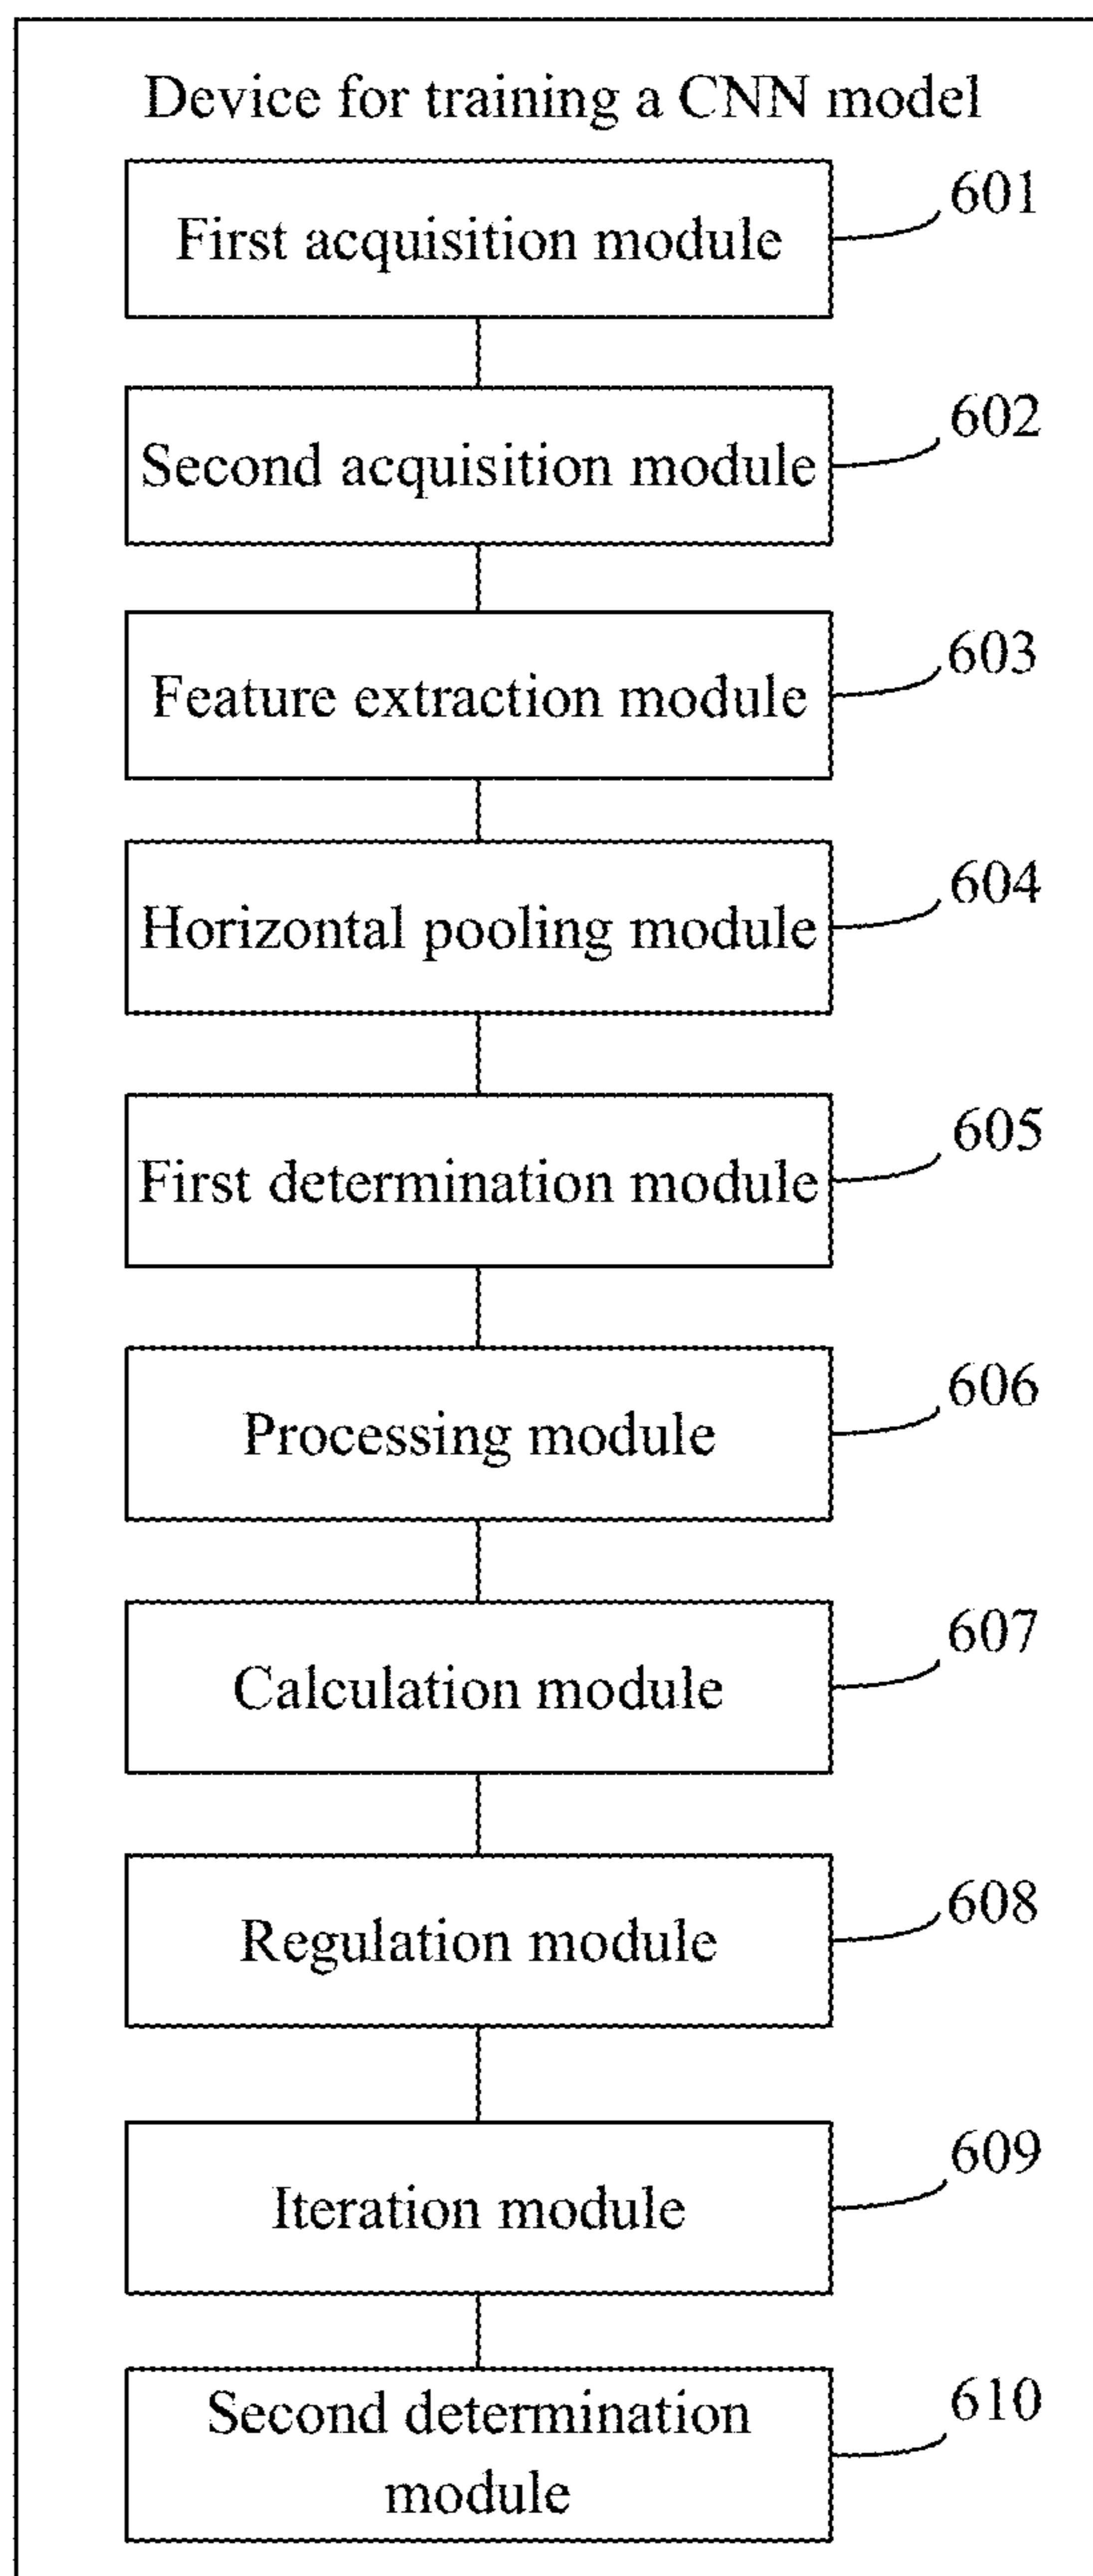 Device for training a CNN model
First acquisition module
601
Second acquisition module
602
Feature extraction module
603
Horizontal pooling module
604
First determination module
605
Processing module
606
Calculation module
607
Regulation module
608
Iteration module
609
Second determination
module
610